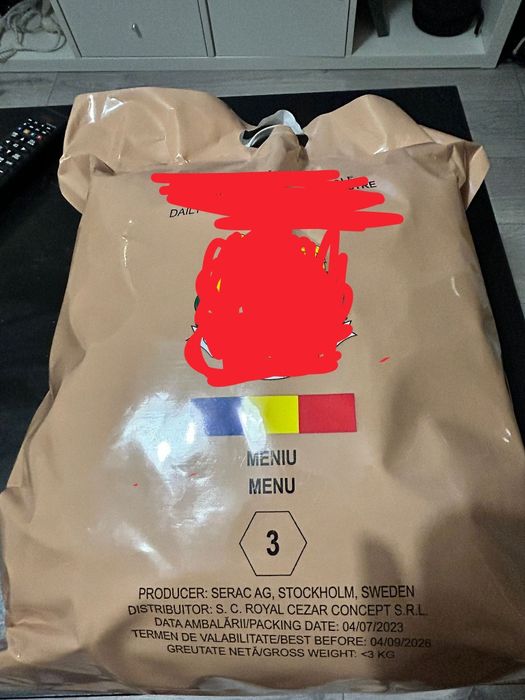 DAILY
MENIU
MENU
3
PRODUCER: SERAC AG, STOCKHOLM, SWEDEN
DISTRIBUITOR: S. C. ROYAL CEZAR CONCEPT S.R.L.
DATA AMBALĂRII/PACKING DATE: 04/07/2023
TERMEN DE VALABILITATE/BEST BEFORE: 04/09/2026
GREUTATE NETĂ/GROSS WEIGHT: <3 KG